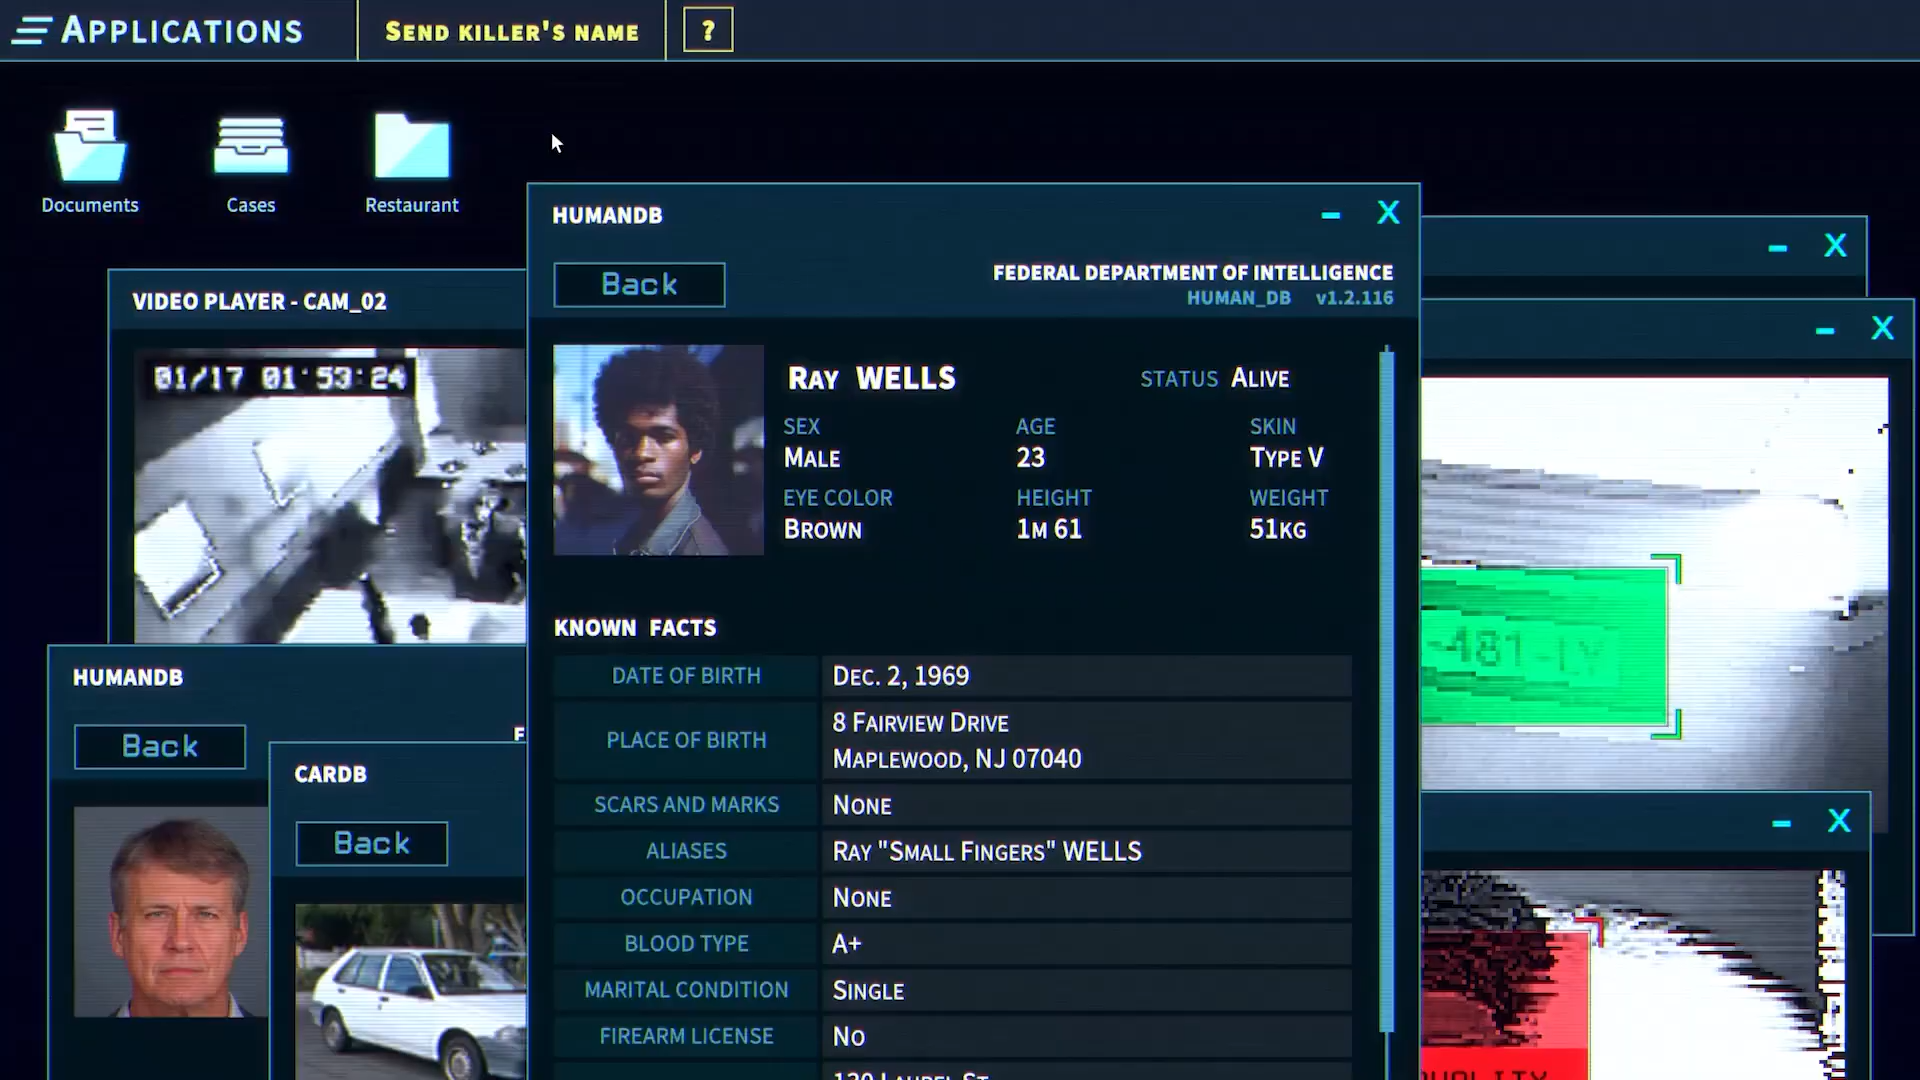 APPLICATIONS
SEND KILLER'S NAME
?
Documents
Cases
Restaurant
HUMANDB
Back
FEDERAL DEPARTMENT OF INTELLIGENCE
HUMAN_DB v1.2.116
VIDEO PLAYER - CAM_02
01/17 01:53:24
RAY WELLS
STATUS ALIVE
SEX
AGE
SKIN
MALE
23
TYPE V
EYE COLOR
HEIGHT
WEIGHT
BROWN
1M 61
51KG
KNOWN FACTS
DATE OF BIRTH
DEC. 2, 1969
PLACE OF BIRTH
8 FAIRVIEW DRIVE
MAPLEWOOD, NJ 07040
SCARS AND MARKS
NONE
ALIASES
RAY "SMALL FINGERS" WELLS
OCCUPATION
NONE
BLOOD TYPE
A+
MARITAL CONDITION
SINGLE
FIREARM LICENSE
NO
HUMANDB
Back
CARDB
Back